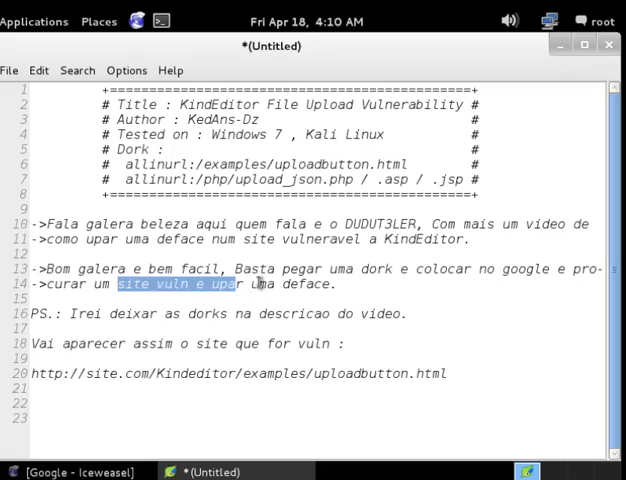 Applications Places Fri Apr 18, 4:10 AM root
*(Untitled)
File Edit Search Options Help
1 +===============================================+
2 # Title : KindEditor File Upload Vulnerability #
3 # Author : KedAns-Dz #
4 # Tested on : Windows 7 , Kali Linux #
5 # Dork : #
6 # allinurl:/examples/uploadbutton.html #
7 # allinurl:/php/upload_json.php / .asp / .jsp #
8 +===============================================+
9
10 ->Fala galera beleza aqui quem fala e o DUDUT3LER, Com mais um video de
11 ->como upar uma deface num site vulneravel a KindEditor.
12
13 ->Bom galera e bem facil, Basta pegar uma dork e colocar no google e pro-
14 ->curar um site vuln e upar uma deface.
15
16 PS.: Irei deixar as dorks na descricao do video.
17
18 Vai aparecer assim o site que for vuln :
19
20 http://site.com/Kindeditor/examples/uploadbutton.html
21
22
23
[Google - Iceweasel] *(Untitled)